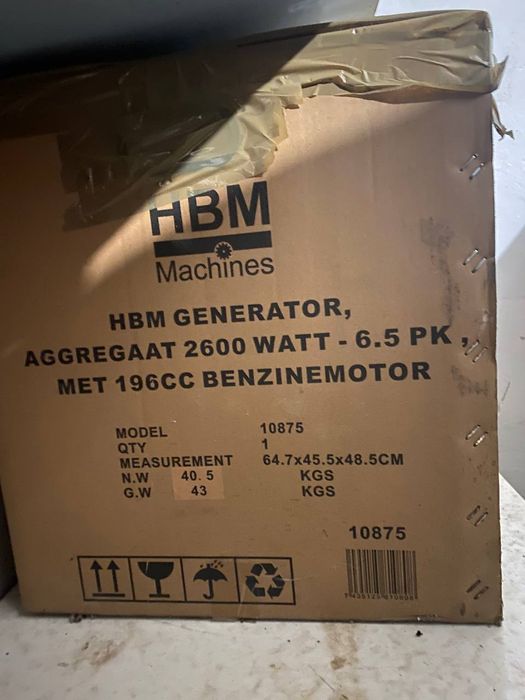 HBM
Machines
HBM GENERATOR,
AGGREGAAT 2600 WATT - 6.5 PK ,
MET 196CC BENZINEMOTOR
MODEL 10875
QTY 1
MEASUREMENT 64.7x45.5x48.5CM
N.W 40. 5 KGS
G.W 43 KGS
10875